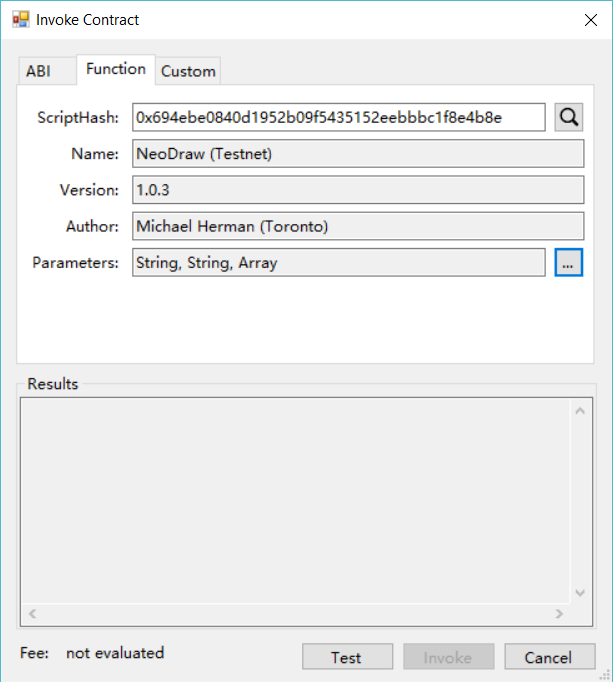 Invoke Contract
ABI Function Custom
ScriptHash: 0x694ebe0840d1952b09f5435152eebbbc1f8e4b8e
Name: NeoDraw (Testnet)
Version: 1.0.3
Author: Michael Herman (Toronto)
Parameters: String, String, Array ...
Results
Fee: not evaluated
Test Invoke Cancel